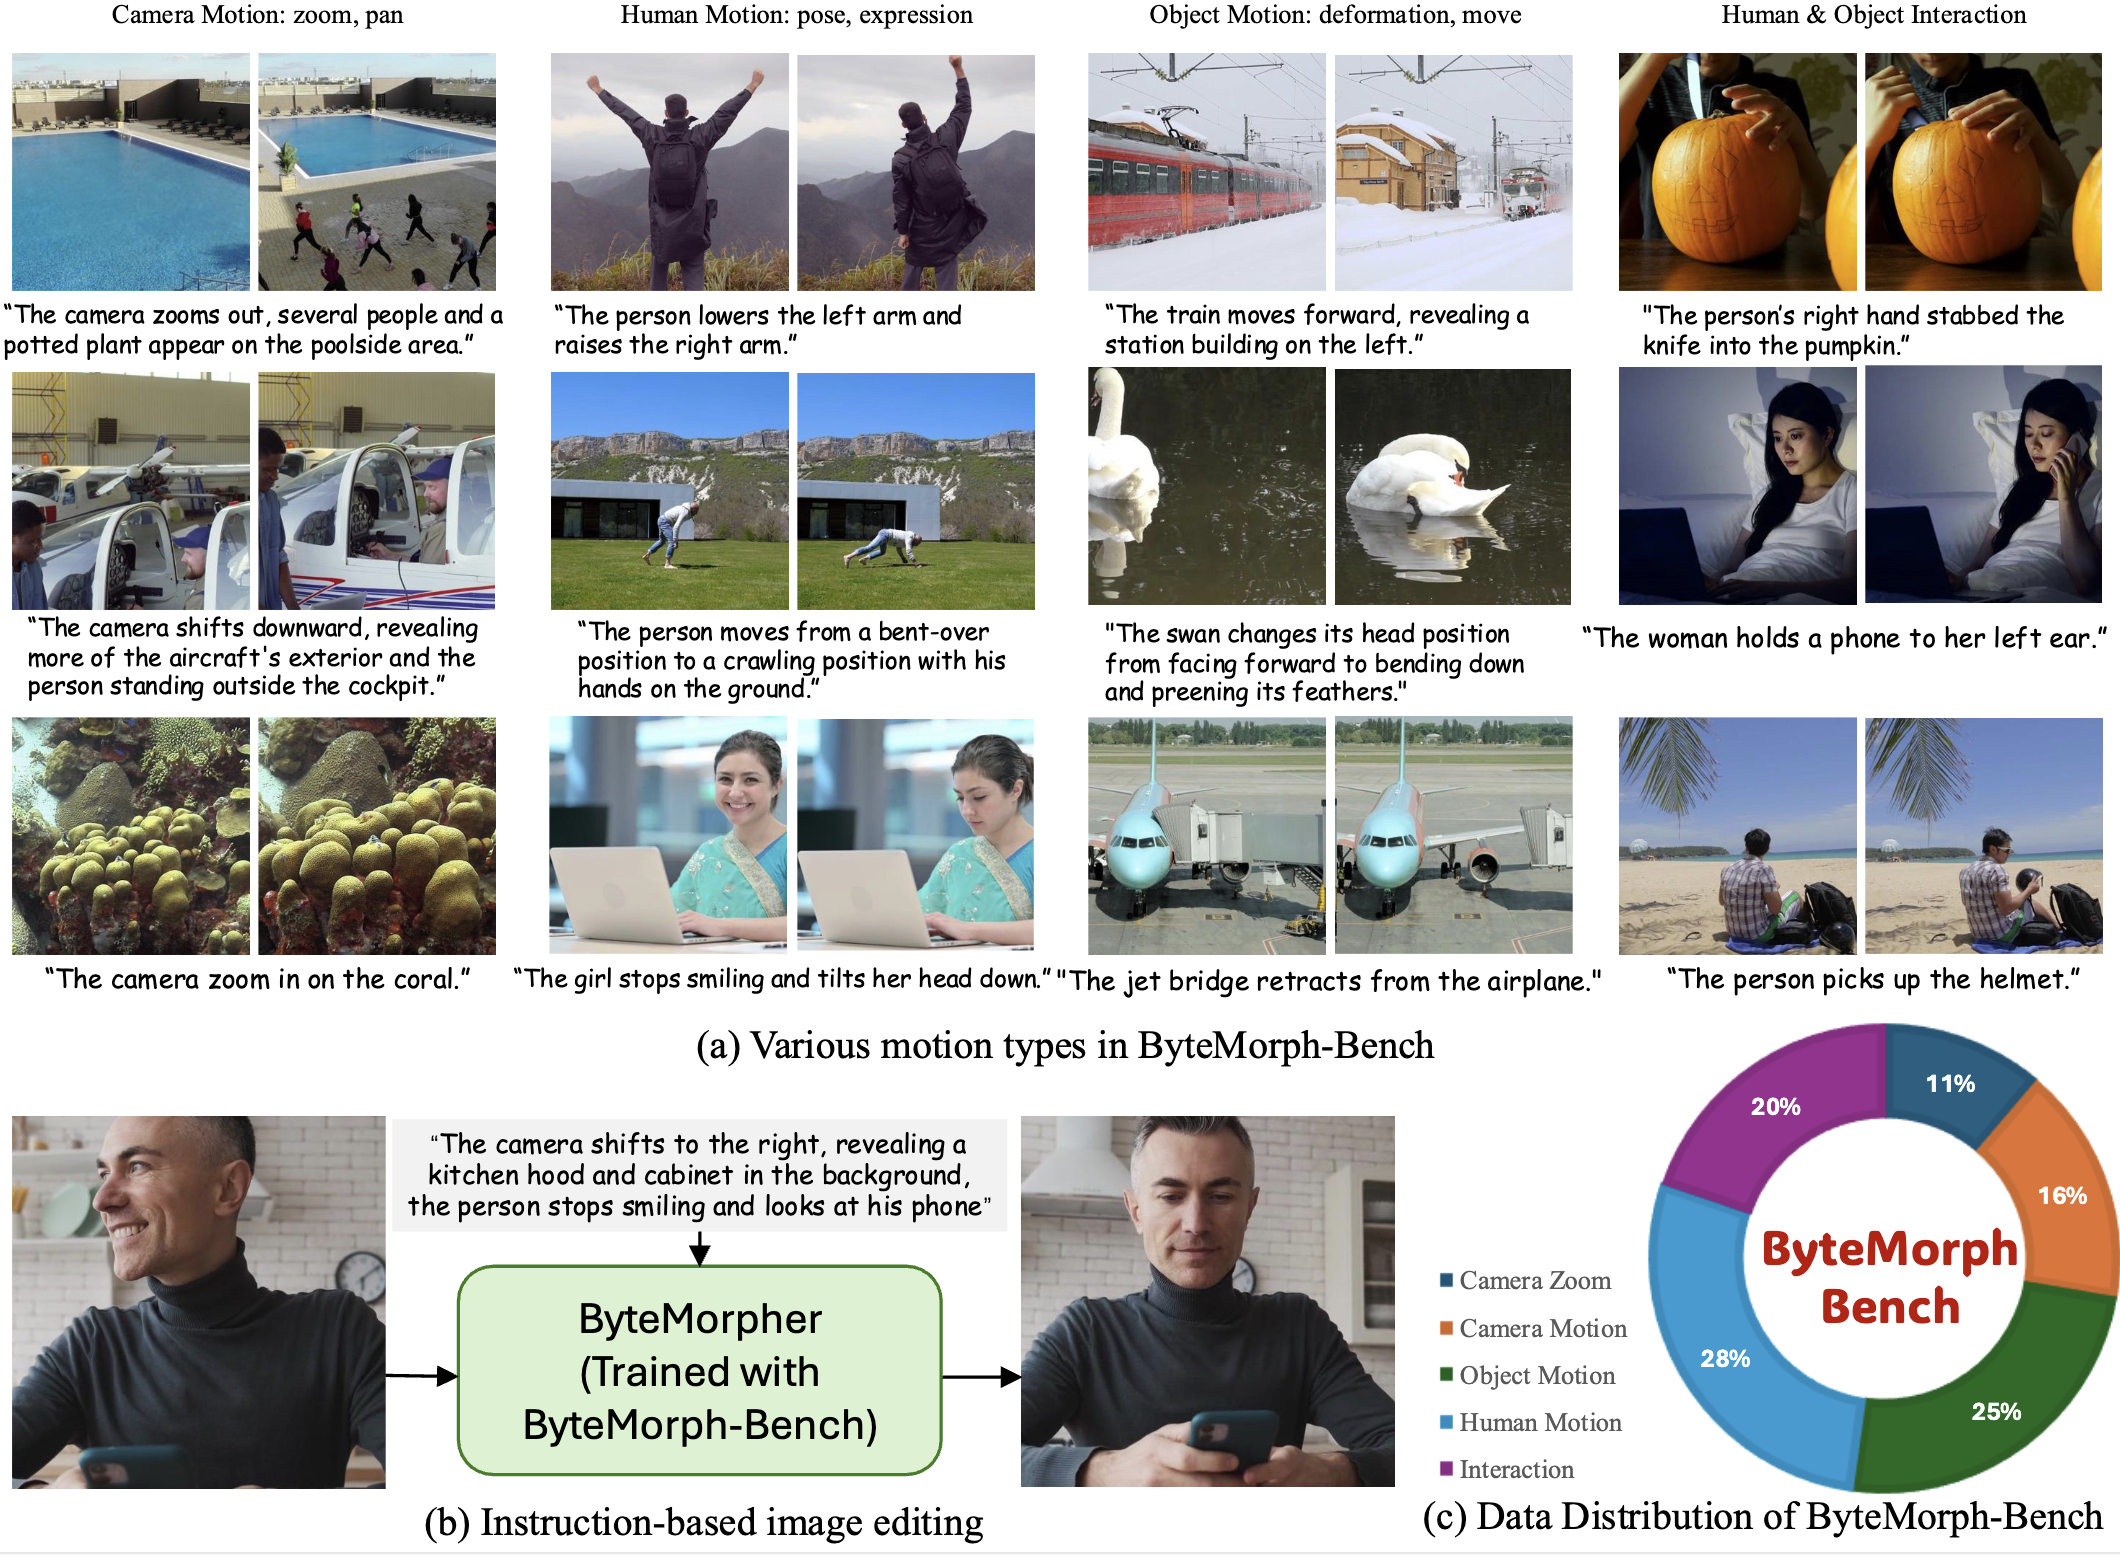 Camera Motion: zoom, pan
Human Motion: pose, expression
Object Motion: deformation, move
Human & Object Interaction
“The camera zooms out, several people and a
potted plant appear on the poolside area.”
“The person lowers the left arm and
raises the right arm.”
“The train moves forward, revealing a
station building on the left.”
"The person’s right hand stabbed the
knife into the pumpkin.”
“The camera shifts downward, revealing
more of the aircraft's exterior and the
person standing outside the cockpit.”
“The person moves from a bent-over
position to a crawling position with his
hands on the ground.”
"The swan changes its head position
from facing forward to bending down
and preening its feathers."
“The woman holds a phone to her left ear.”
“The camera zoom in on the coral.”
“The girl stops smiling and tilts her head down.”
"The jet bridge retracts from the airplane."
“The person picks up the helmet.”
(a) Various motion types in ByteMorph-Bench
“The camera shifts to the right, revealing a
kitchen hood and cabinet in the background,
the person stops smiling and looks at his phone”
ByteMorpher
(Trained with
ByteMorph-Bench)
(b) Instruction-based image editing
Camera Zoom
Camera Motion
Object Motion
Human Motion
Interaction
11%
16%
25%
28%
20%
ByteMorph
Bench
(c) Data Distribution of ByteMorph-Bench